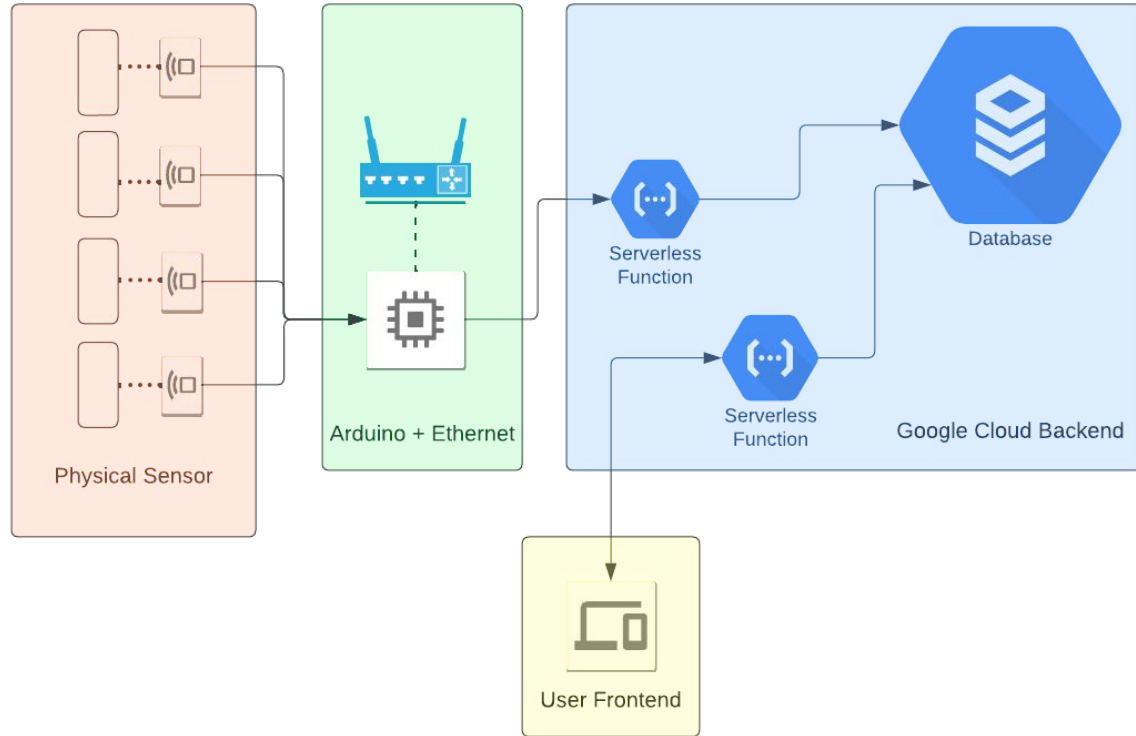 Physical Sensor
Arduino + Ethernet
Serverless
Function
Serverless
Function
Database
Google Cloud Backend
User Frontend